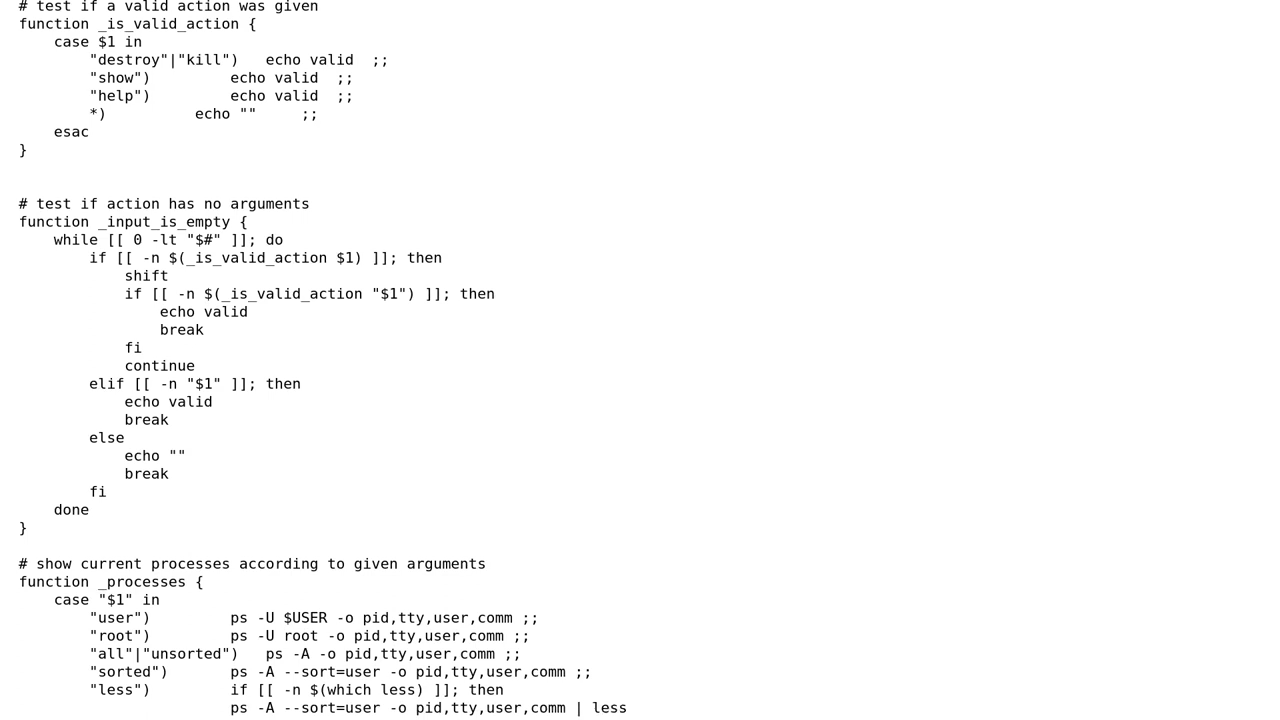 # test if a valid action was given
function _is_valid_action {
    case $1 in
        "destroy"|"kill")   echo valid  ;;
        "show")         echo valid  ;;
        "help")         echo valid  ;;
        *)          echo ""     ;;
    esac
}

# test if action has no arguments
function _input_is_empty {
    while [[ 0 -lt "$#" ]]; do
        if [[ -n $(_is_valid_action $1) ]]; then
            shift
            if [[ -n $(_is_valid_action "$1") ]]; then
                echo valid
                break
            fi
            continue
        elif [[ -n "$1" ]]; then
            echo valid
            break
        else
            echo ""
            break
        fi
    done
}

# show current processes according to given arguments
function _processes {
    case "$1" in
        "user")         ps -U $USER -o pid,tty,user,comm ;;
        "root")         ps -U root -o pid,tty,user,comm ;;
        "all"|"unsorted")   ps -A -o pid,tty,user,comm ;;
        "sorted")       ps -A --sort=user -o pid,tty,user,comm ;;
        "less")         if [[ -n $(which less) ]]; then
                        ps -A --sort=user -o pid,tty,user,comm | less